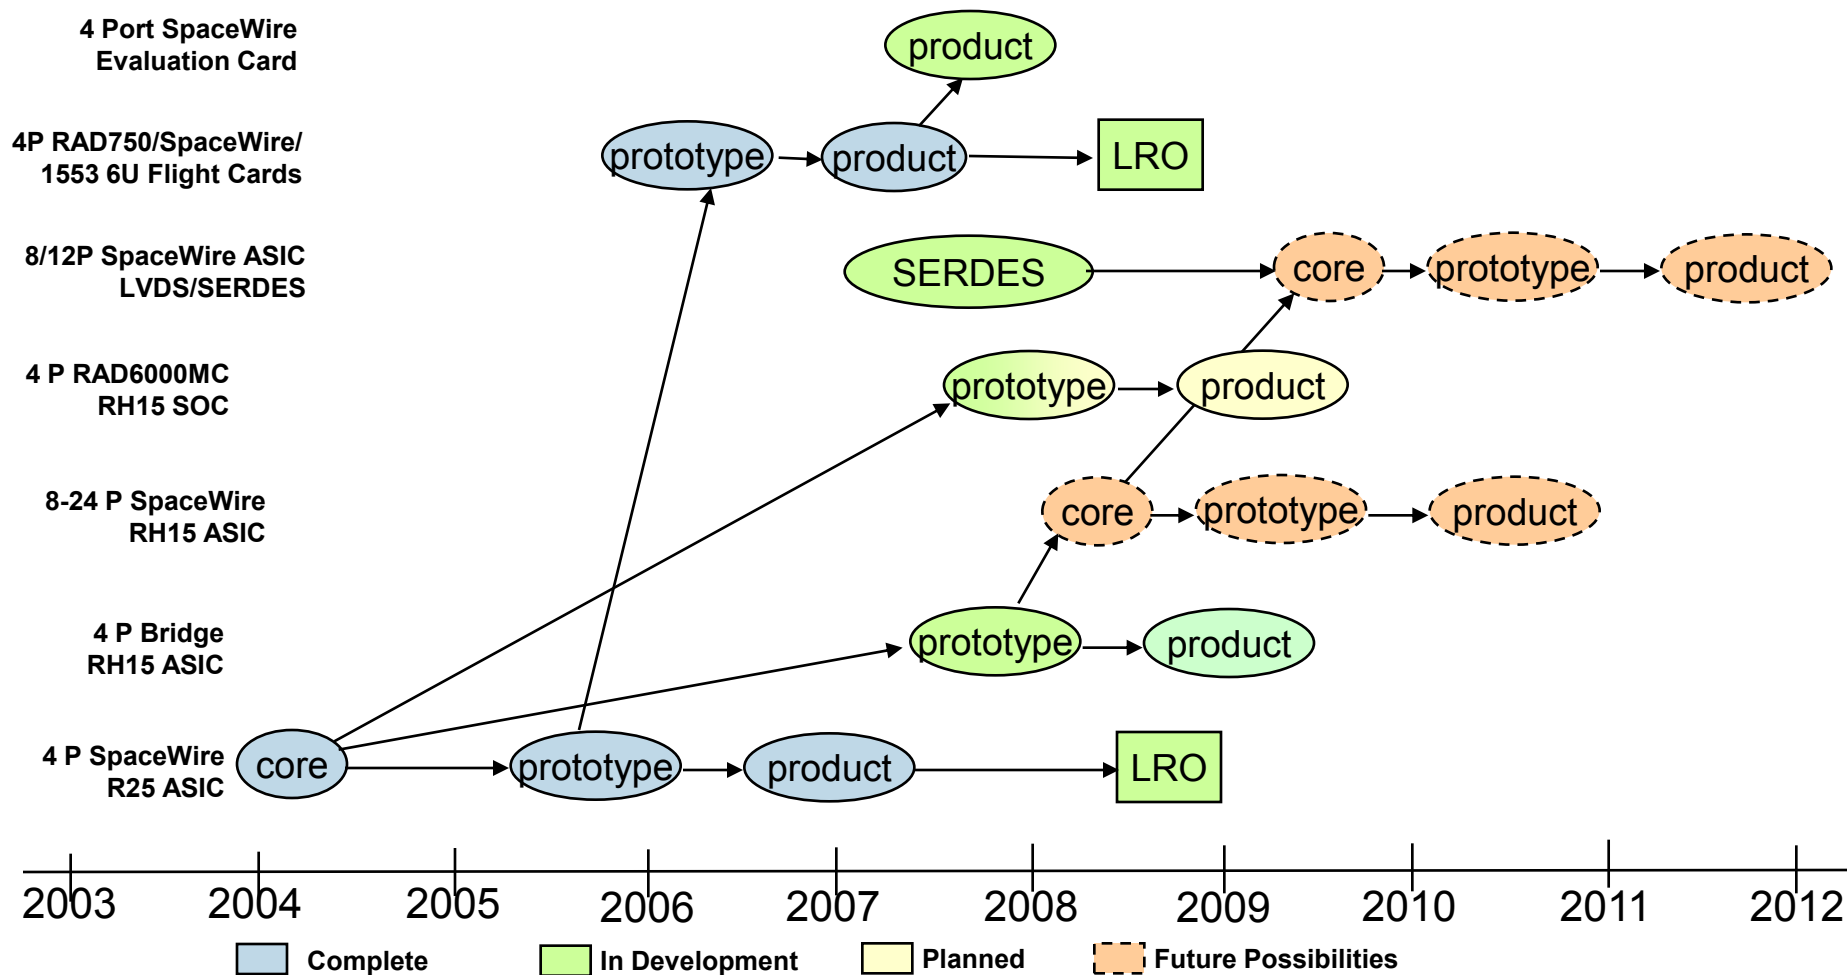 4 Port SpaceWire
Evaluation Card
product
4P RAD750/SpaceWire/
1553 6U Flight Cards
prototype
product
LRO
8/12P SpaceWire ASIC
LVDS/SERDES
SERDES
core
prototype
product
4 P RAD6000MC
RH15 SOC
prototype
product
8-24 P SpaceWire
RH15 ASIC
core
prototype
product
4 P Bridge
RH15 ASIC
prototype
product
4 P SpaceWire
R25 ASIC
core
prototype
product
LRO
2003 2004 2005 2006 2007 2008 2009 2010 2011 2012
Complete In Development Planned Future Possibilities